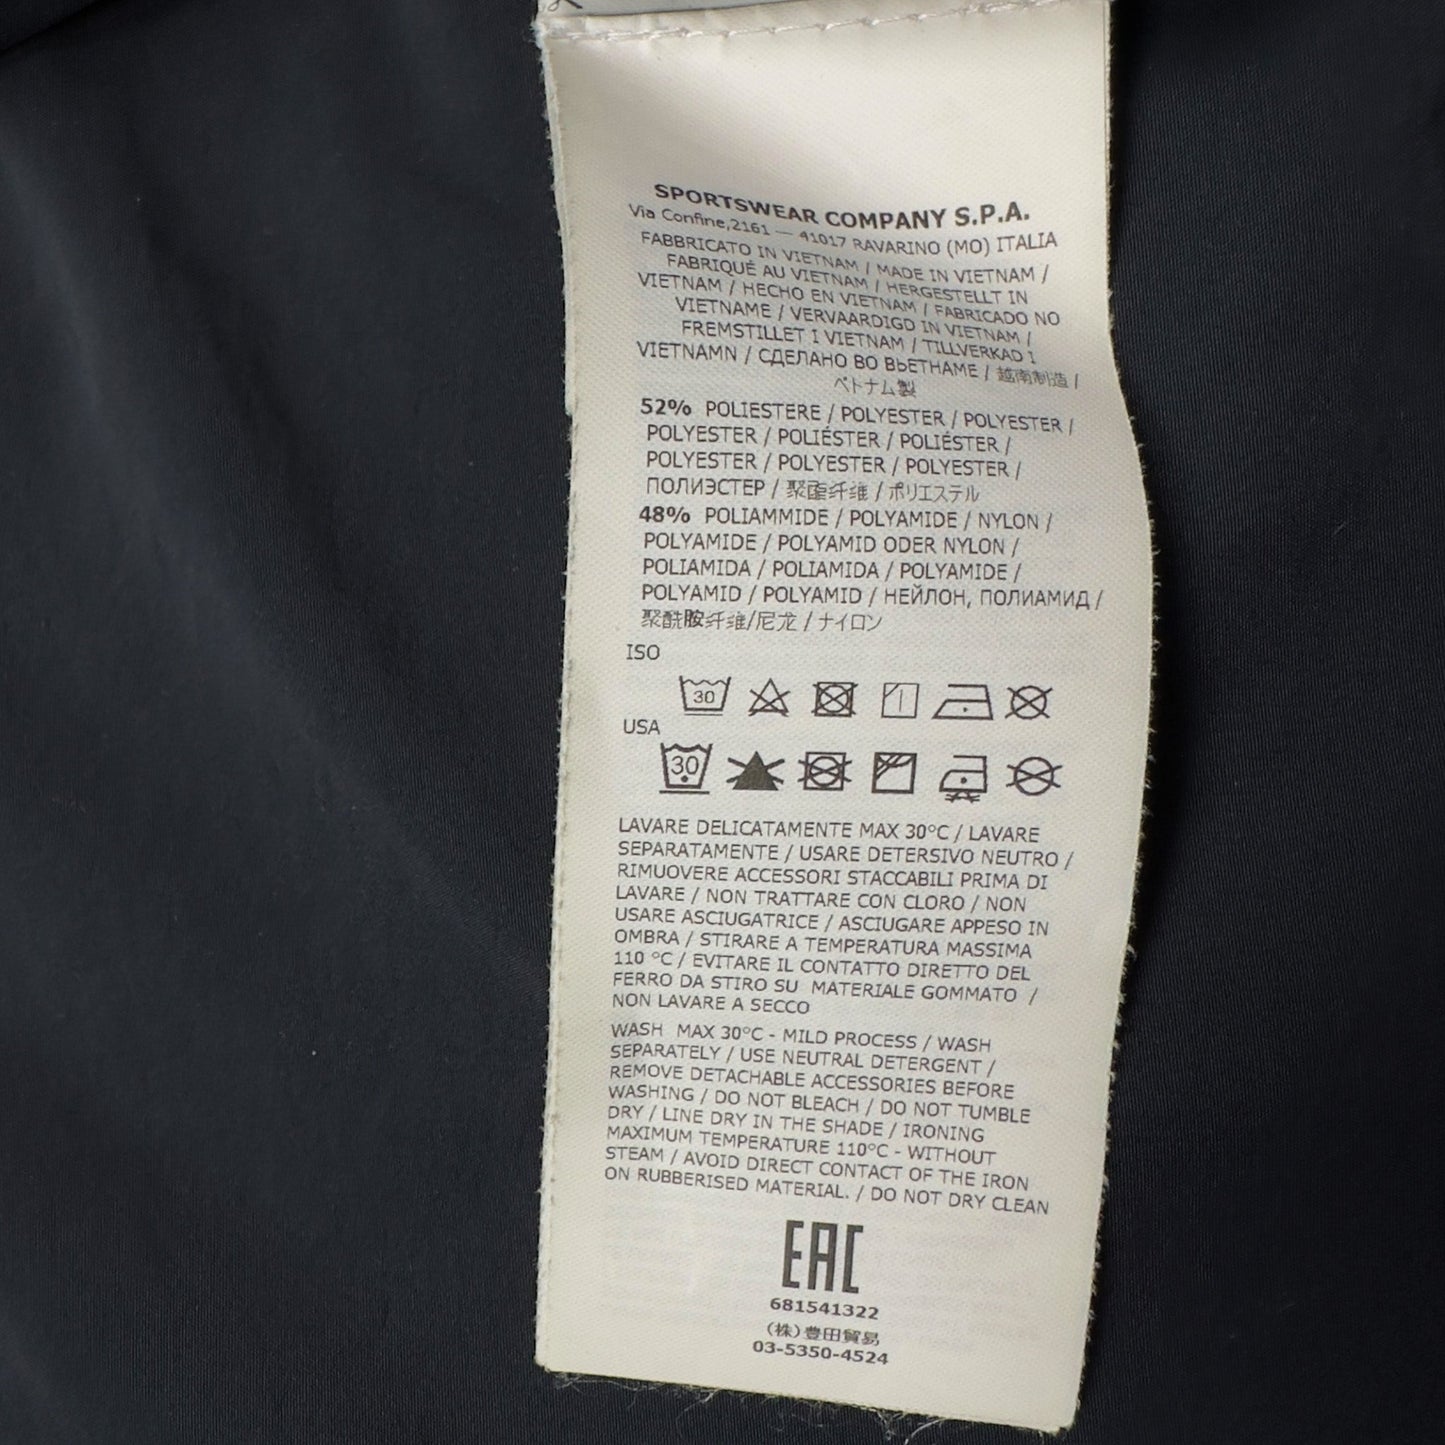 SPORTSWEAR COMPANY S.P.A.
Via Confine,2161 — 41017 RAVARINO (MO) ITALIA
FABBRICATO IN VIETNAM / MADE IN VIETNAM /
FABRIQUÉ AU VIETNAM / HERGESTELLT IN
VIETNAM / HECHO EN VIETNAM / FABRICADO NO
VIETNAME / VERVAARDIGD IN VIETNAM /
FREMSTILLET I VIETNAM / TILLVERKAD I
VIETNAMN / СДЕЛАНО ВО ВЬЕТНАМЕ / 越南制造 /
ベトナム製
52% POLIESTERE / POLYESTER / POLYESTER /
POLYESTER / POLIÉSTER / POLIÉSTER /
POLYESTER / POLYESTER / POLYESTER /
ПОЛИЭСТЕР / 聚酯纤维 / ポリエステル
48% POLIAMMIDE / POLYAMIDE / NYLON /
POLYAMIDE / POLYAMID ODER NYLON /
POLIAMIDA / POLIAMIDA / POLYAMIDE /
POLYAMID / POLYAMID / НЕЙЛОН, ПОЛИАМИД /
聚酰胺纤维/尼龙 / ナイロン
ISO
30
USA
30
LAVARE DELICATAMENTE MAX 30°C / LAVARE
SEPARATAMENTE / USARE DETERSIVO NEUTRO /
RIMUOVERE ACCESSORI STACCABILI PRIMA DI
LAVARE / NON TRATTARE CON CLORO / NON
USARE ASCIUGATRICE / ASCIUGARE APPESO IN
OMBRA / STIRARE A TEMPERATURA MASSIMA
110 °C / EVITARE IL CONTATTO DIRETTO DEL
FERRO DA STIRO SU MATERIALE GOMMATO /
NON LAVARE A SECCO
WASH MAX 30°C - MILD PROCESS / WASH
SEPARATELY / USE NEUTRAL DETERGENT /
REMOVE DETACHABLE ACCESSORIES BEFORE
WASHING / DO NOT BLEACH / DO NOT TUMBLE
DRY / LINE DRY IN THE SHADE / IRONING
MAXIMUM TEMPERATURE 110°C - WITHOUT
STEAM / AVOID DIRECT CONTACT OF THE IRON
ON RUBBERISED MATERIAL. / DO NOT DRY CLEAN
EAC
681541322
(株)豊田貿易
03-5350-4524